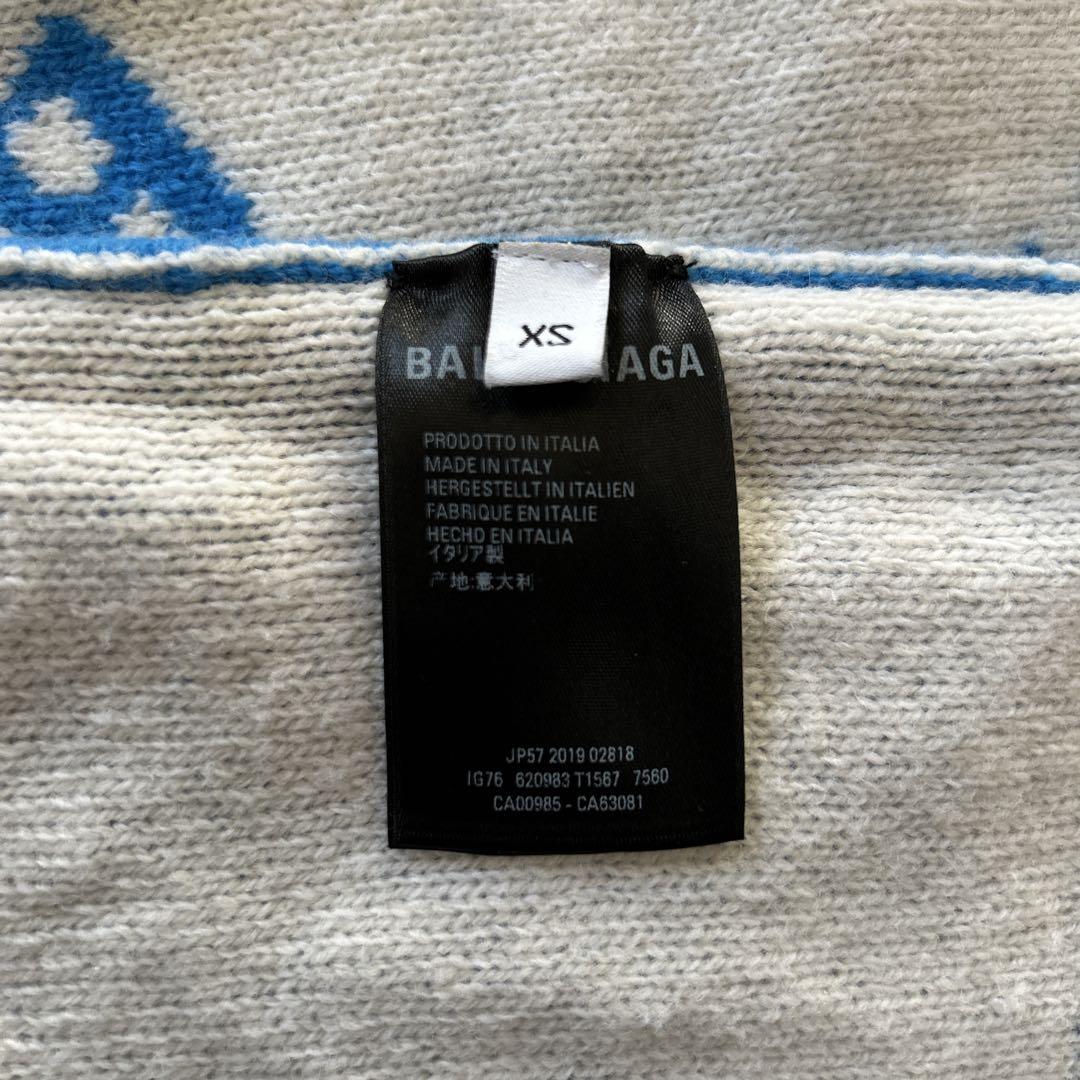 XS
BAL NAGA
PRODOTTO IN ITALIA
MADE IN ITALY
HERGESTELLT IN ITALIEN
FABRIQUE EN ITALIE
HECHO EN ITALIA
イタリア製
产地:意大利
JP57 2019 02818
IG76 620983 T1567 7560
CA00985 - CA63081